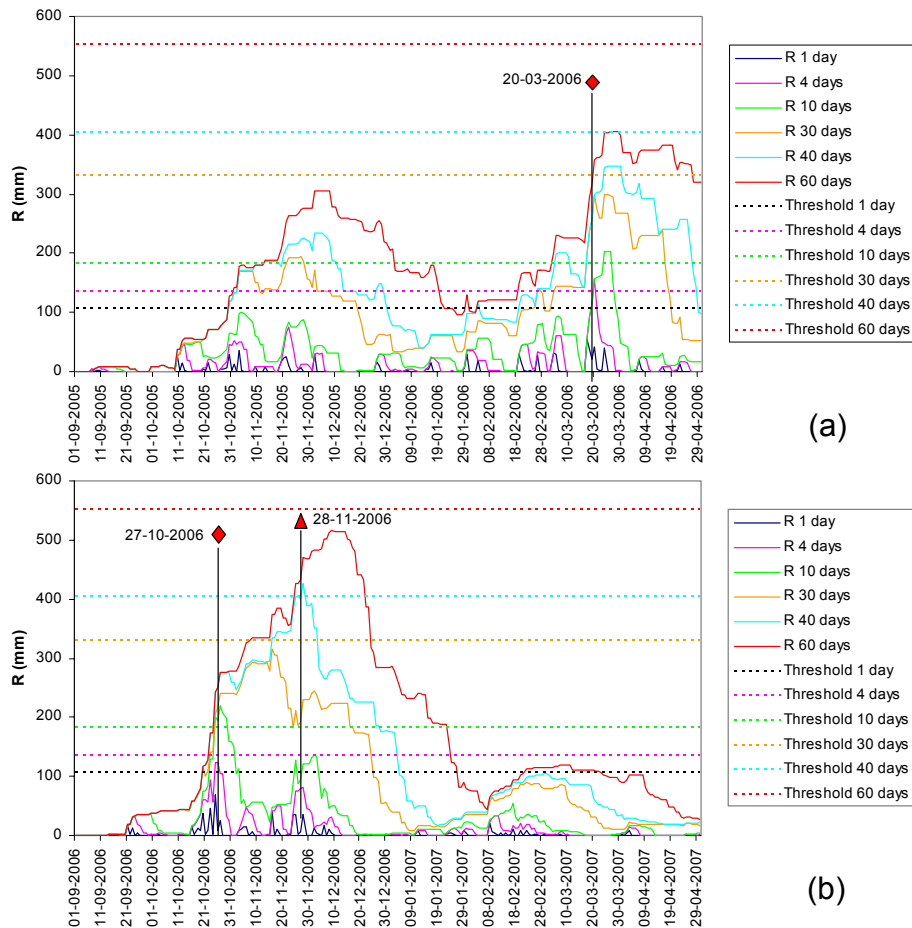 600
500
400
300
200
100
0
R (mm)
20-03-2006
01-09-2005
11-09-2005
21-09-2005
01-10-2005
11-10-2005
21-10-2005
31-10-2005
10-11-2005
20-11-2005
30-11-2005
10-12-2005
20-12-2005
30-12-2005
09-01-2006
19-01-2006
29-01-2006
08-02-2006
18-02-2006
28-02-2006
10-03-2006
20-03-2006
30-03-2006
09-04-2006
19-04-2006
29-04-2006
R 1 day
R 4 days
R 10 days
R 30 days
R 40 days
R 60 days
Threshold 1 day
Threshold 4 days
Threshold 10 days
Threshold 30 days
Threshold 40 days
Threshold 60 days
(a)
600
500
400
300
200
100
0
R (mm)
27-10-2006
28-11-2006
01-09-2006
11-09-2006
21-09-2006
01-10-2006
11-10-2006
21-10-2006
31-10-2006
10-11-2006
20-11-2006
30-11-2006
10-12-2006
20-12-2006
30-12-2006
09-01-2007
19-01-2007
29-01-2007
08-02-2007
18-02-2007
28-02-2007
10-03-2007
20-03-2007
30-03-2007
09-04-2007
19-04-2007
29-04-2007
R 1 day
R 4 days
R 10 days
R 30 days
R 40 days
R 60 days
Threshold 1 day
Threshold 4 days
Threshold 10 days
Threshold 30 days
Threshold 40 days
Threshold 60 days
(b)